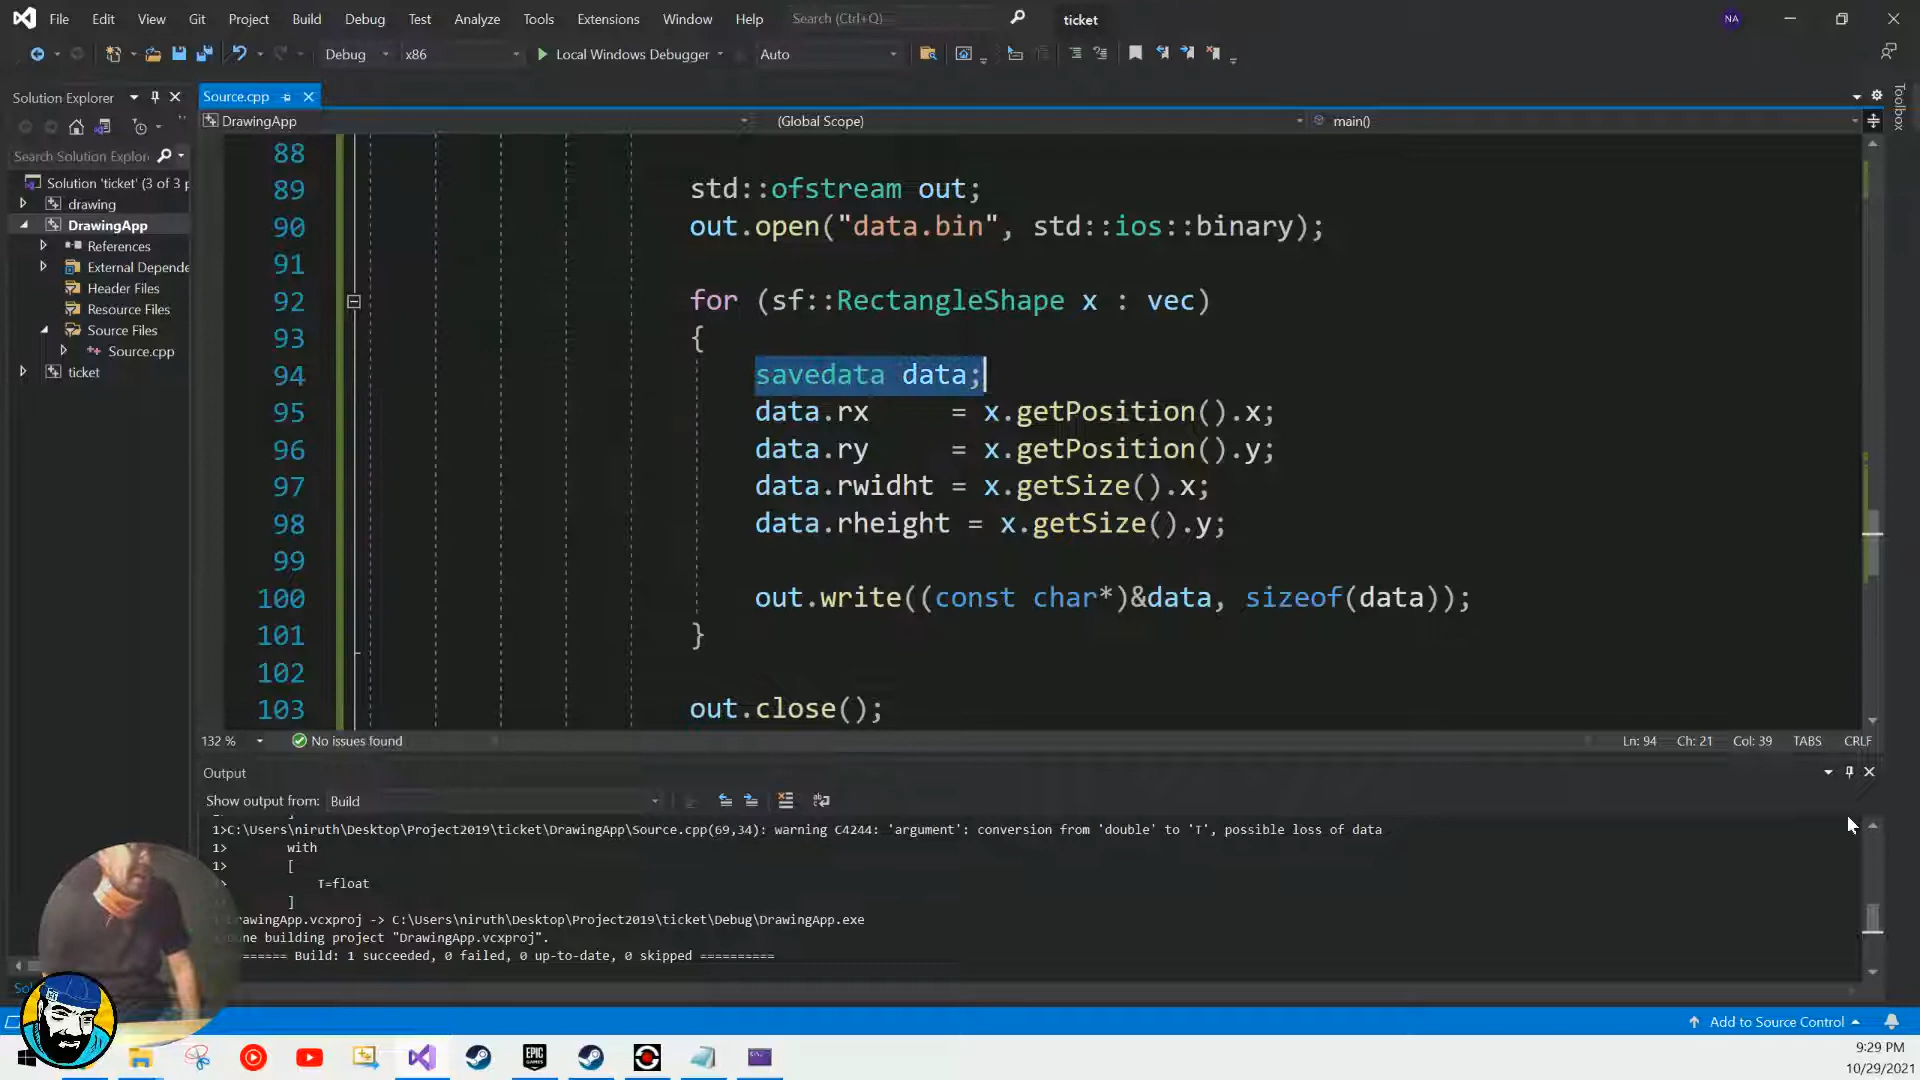 File Edit View Git Project Build Debug Test Analyze Tools Extensions Window Help Search (Ctrl+Q) ticket NA
Debug x86 Local Windows Debugger Auto
Solution Explorer
Source.cpp
Toolbox
DrawingApp (Global Scope) main()
Search Solution Explor
Solution 'ticket' (3 of 3 p
drawing
DrawingApp
References
External Depende
Header Files
Resource Files
Source Files
Source.cpp
ticket
88
89 std::ofstream out;
90 out.open("data.bin", std::ios::binary);
91
92 for (sf::RectangleShape x : vec)
93 {
94 savedata data;
95 data.rx = x.getPosition().x;
96 data.ry = x.getPosition().y;
97 data.rwidht = x.getSize().x;
98 data.rheight = x.getSize().y;
99
100 out.write((const char*)&data, sizeof(data));
101 }
102
103 out.close();
132 % No issues found Ln: 94 Ch: 21 Col: 39 TABS CRLF
Output
Show output from: Build
1>C:\Users\niruth\Desktop\Project2019\ticket\DrawingApp\Source.cpp(69,34): warning C4244: 'argument': conversion from 'double' to 'T', possible loss of data
1> with
1> [
T=float
]
rawingApp.vcxproj -> C:\Users\niruth\Desktop\Project2019\ticket\Debug\DrawingApp.exe
one building project "DrawingApp.vcxproj".
====== Build: 1 succeeded, 0 failed, 0 up-to-date, 0 skipped ==========
Add to Source Control
EPIC GAMES
9:29 PM
10/29/2021